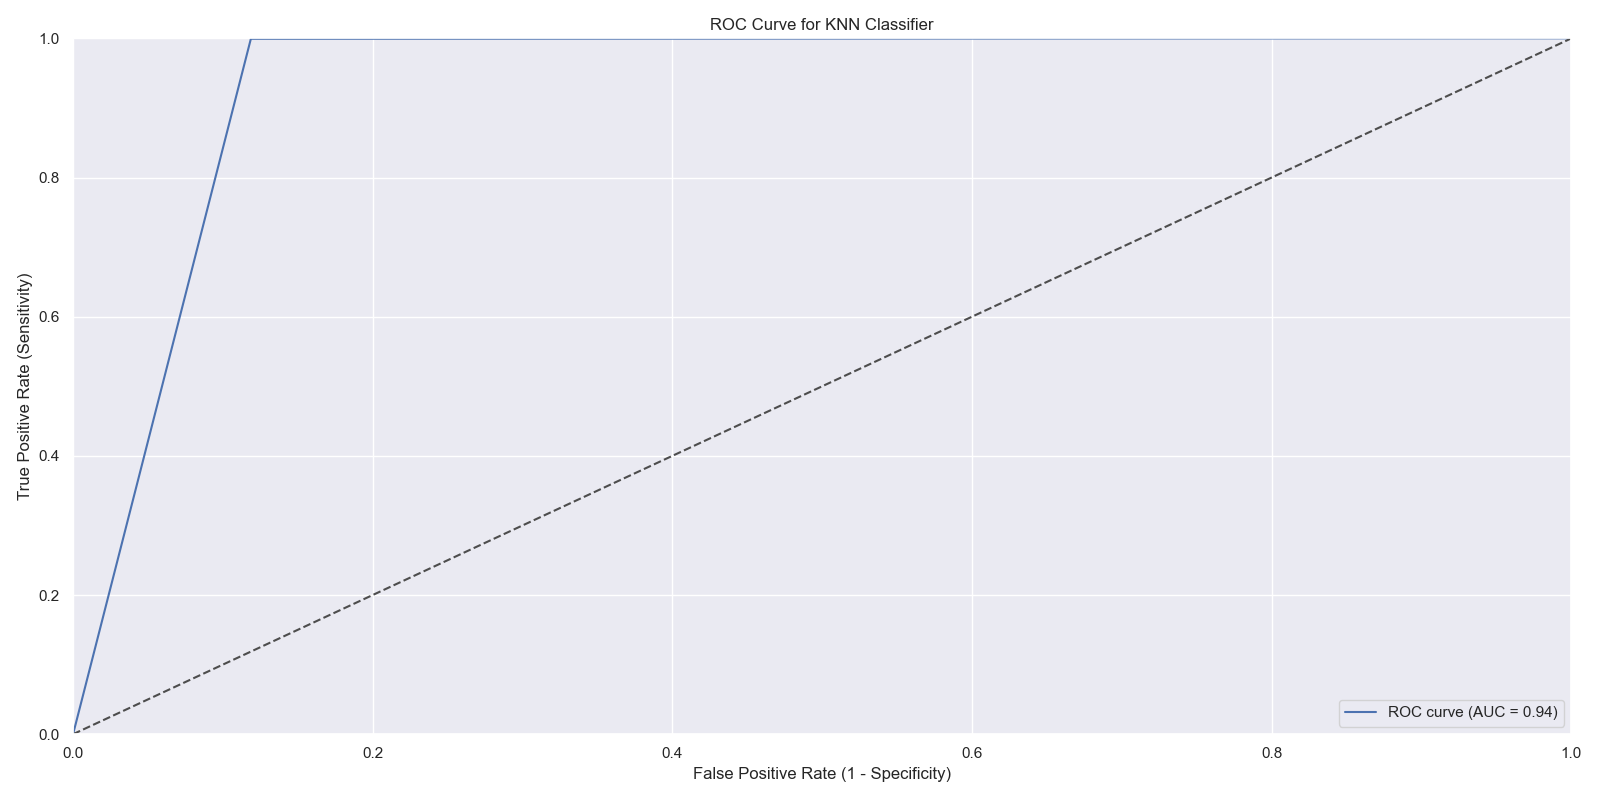 ROC Curve for KNN Classifier
1.0
0.8
0.6
0.4
0.2
0.0
True Positive Rate (Sensitivity)
ROC curve (AUC = 0.94)
0.0 0.2 0.4 0.6 0.8 1.0
False Positive Rate (1 - Specificity)